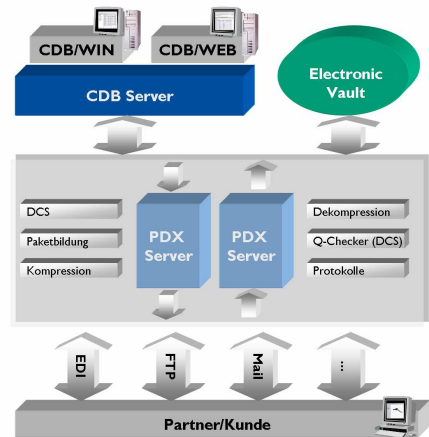 CDB/WIN
CDB/WEB
CDB Server
Electronic
Vault
DCS
Paketbildung
Kompression
PDX
Server
PDX
Server
Dekompression
Q-Checker (DCS)
Protokolle
EDI
FTP
Mail
...
Partner/Kunde